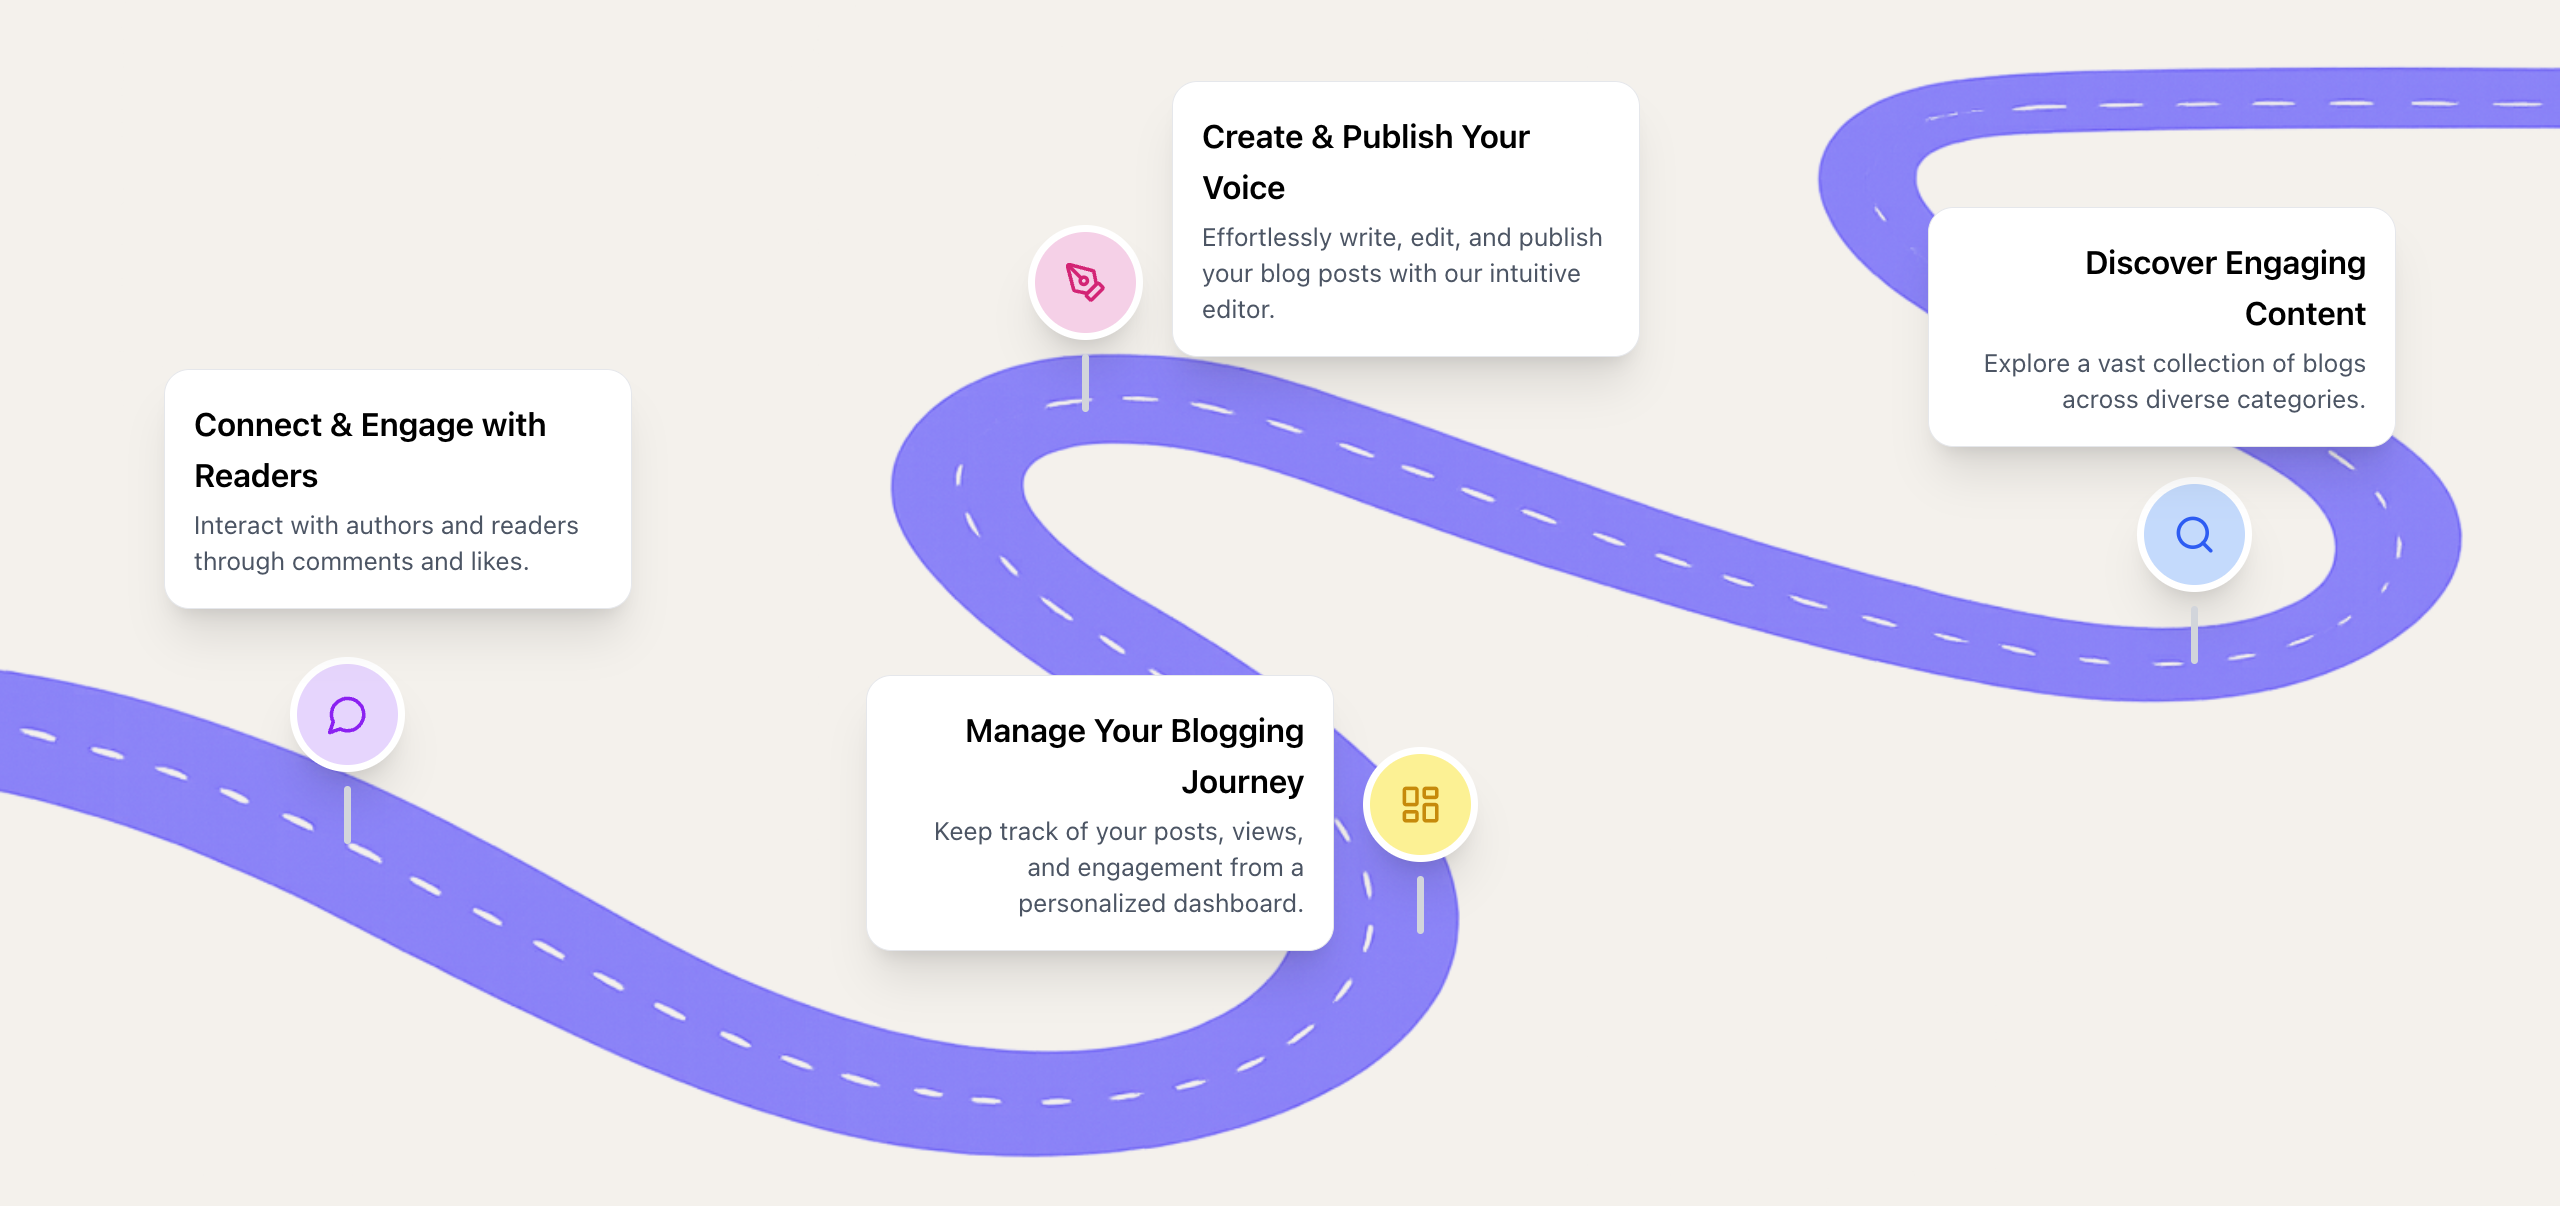 Create & Publish Your
Voice
Effortlessly write, edit, and publish
your blog posts with our intuitive
editor.
Discover Engaging
Content
Explore a vast collection of blogs
across diverse categories.
Connect & Engage with
Readers
Interact with authors and readers
through comments and likes.
Manage Your Blogging
Journey
Keep track of your posts, views,
and engagement from a
personalized dashboard.